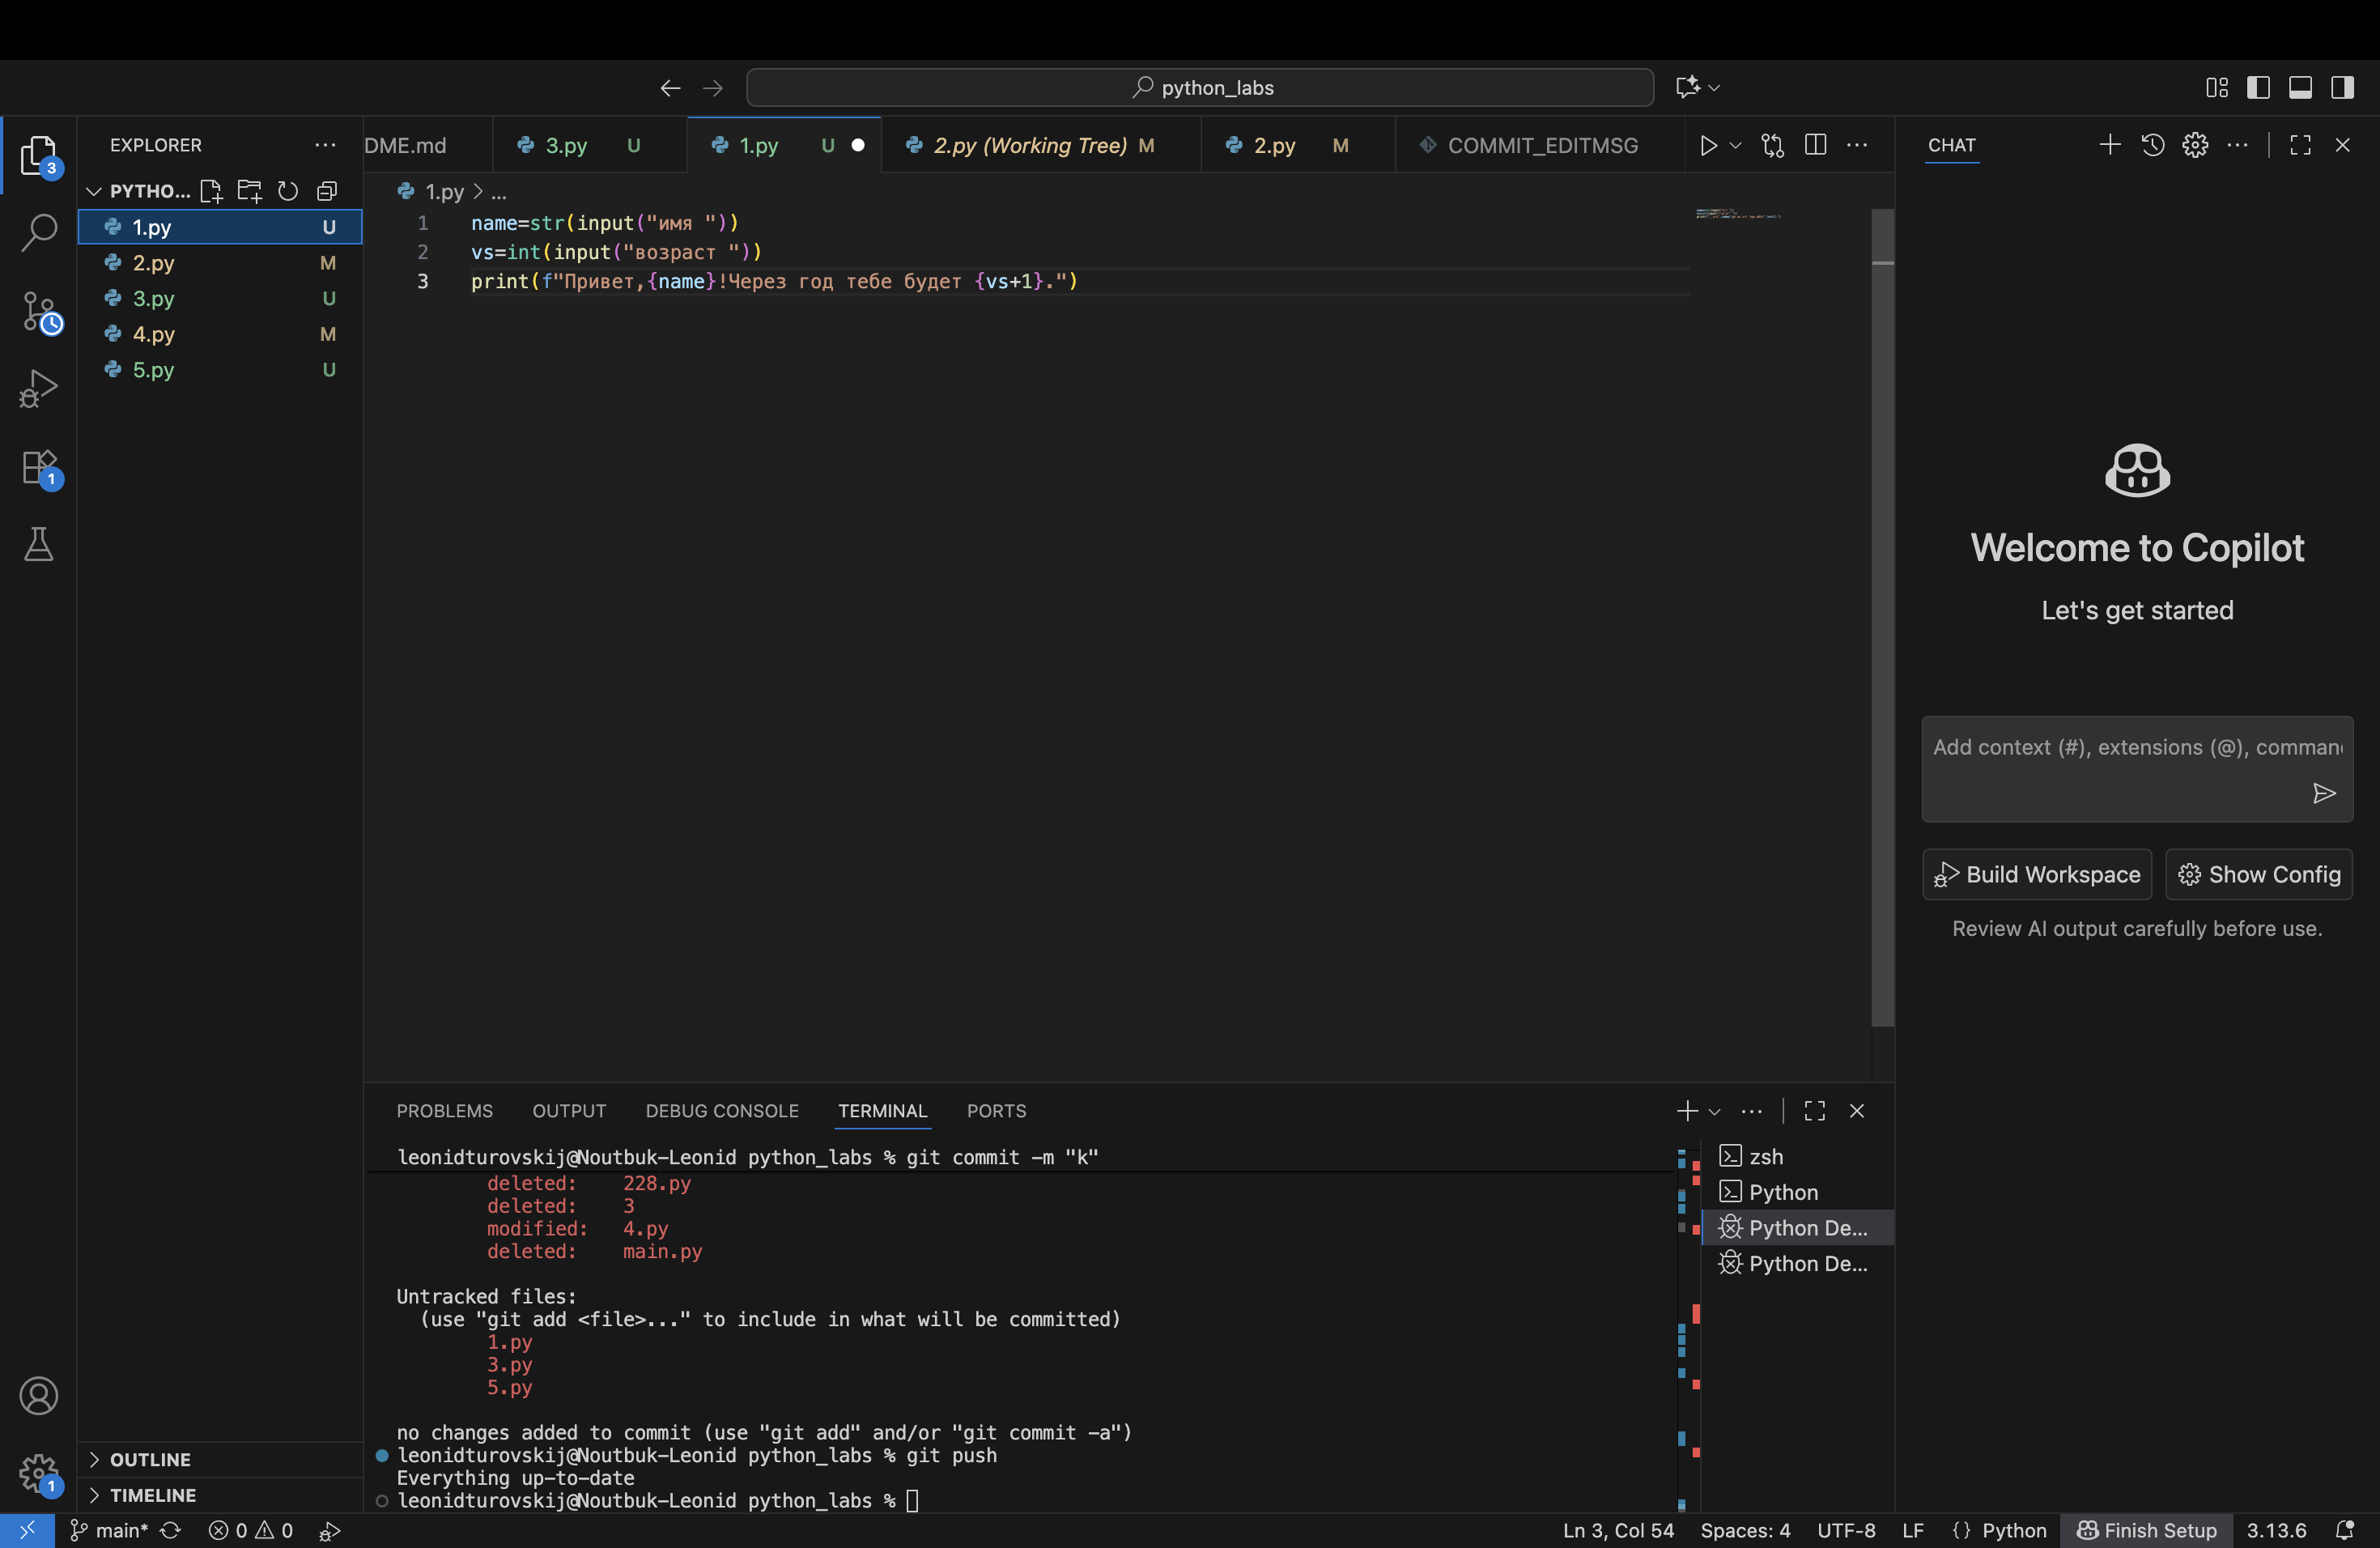 python_labs
EXPLORER
3
PYTHO...
1.py U
2.py M
3.py U
4.py M
5.py U
1
OUTLINE
TIMELINE
1
DME.md
3.py U
1.py U
2.py (Working Tree) M
2.py M
COMMIT_EDITMSG
1.py > ...
1 name=str(input("имя "))
2 vs=int(input("возраст "))
3 print(f"Привет,{name}!Через год тебе будет {vs+1}.")
PROBLEMS OUTPUT DEBUG CONSOLE TERMINAL PORTS
leonidturovskij@Noutbuk-Leonid python_labs % git commit -m "k"
deleted: 228.py
deleted: 3
modified: 4.py
deleted: main.py
Untracked files:
(use "git add <file>..." to include in what will be committed)
1.py
3.py
5.py
no changes added to commit (use "git add" and/or "git commit -a")
leonidturovskij@Noutbuk-Leonid python_labs % git push
Everything up-to-date
leonidturovskij@Noutbuk-Leonid python_labs %
zsh
Python
Python De...
Python De...
CHAT
Welcome to Copilot
Let's get started
Add context (#), extensions (@), comman
Build Workspace
Show Config
Review AI output carefully before use.
main* 0 0
Ln 3, Col 54 Spaces: 4 UTF-8 LF {} Python Finish Setup 3.13.6